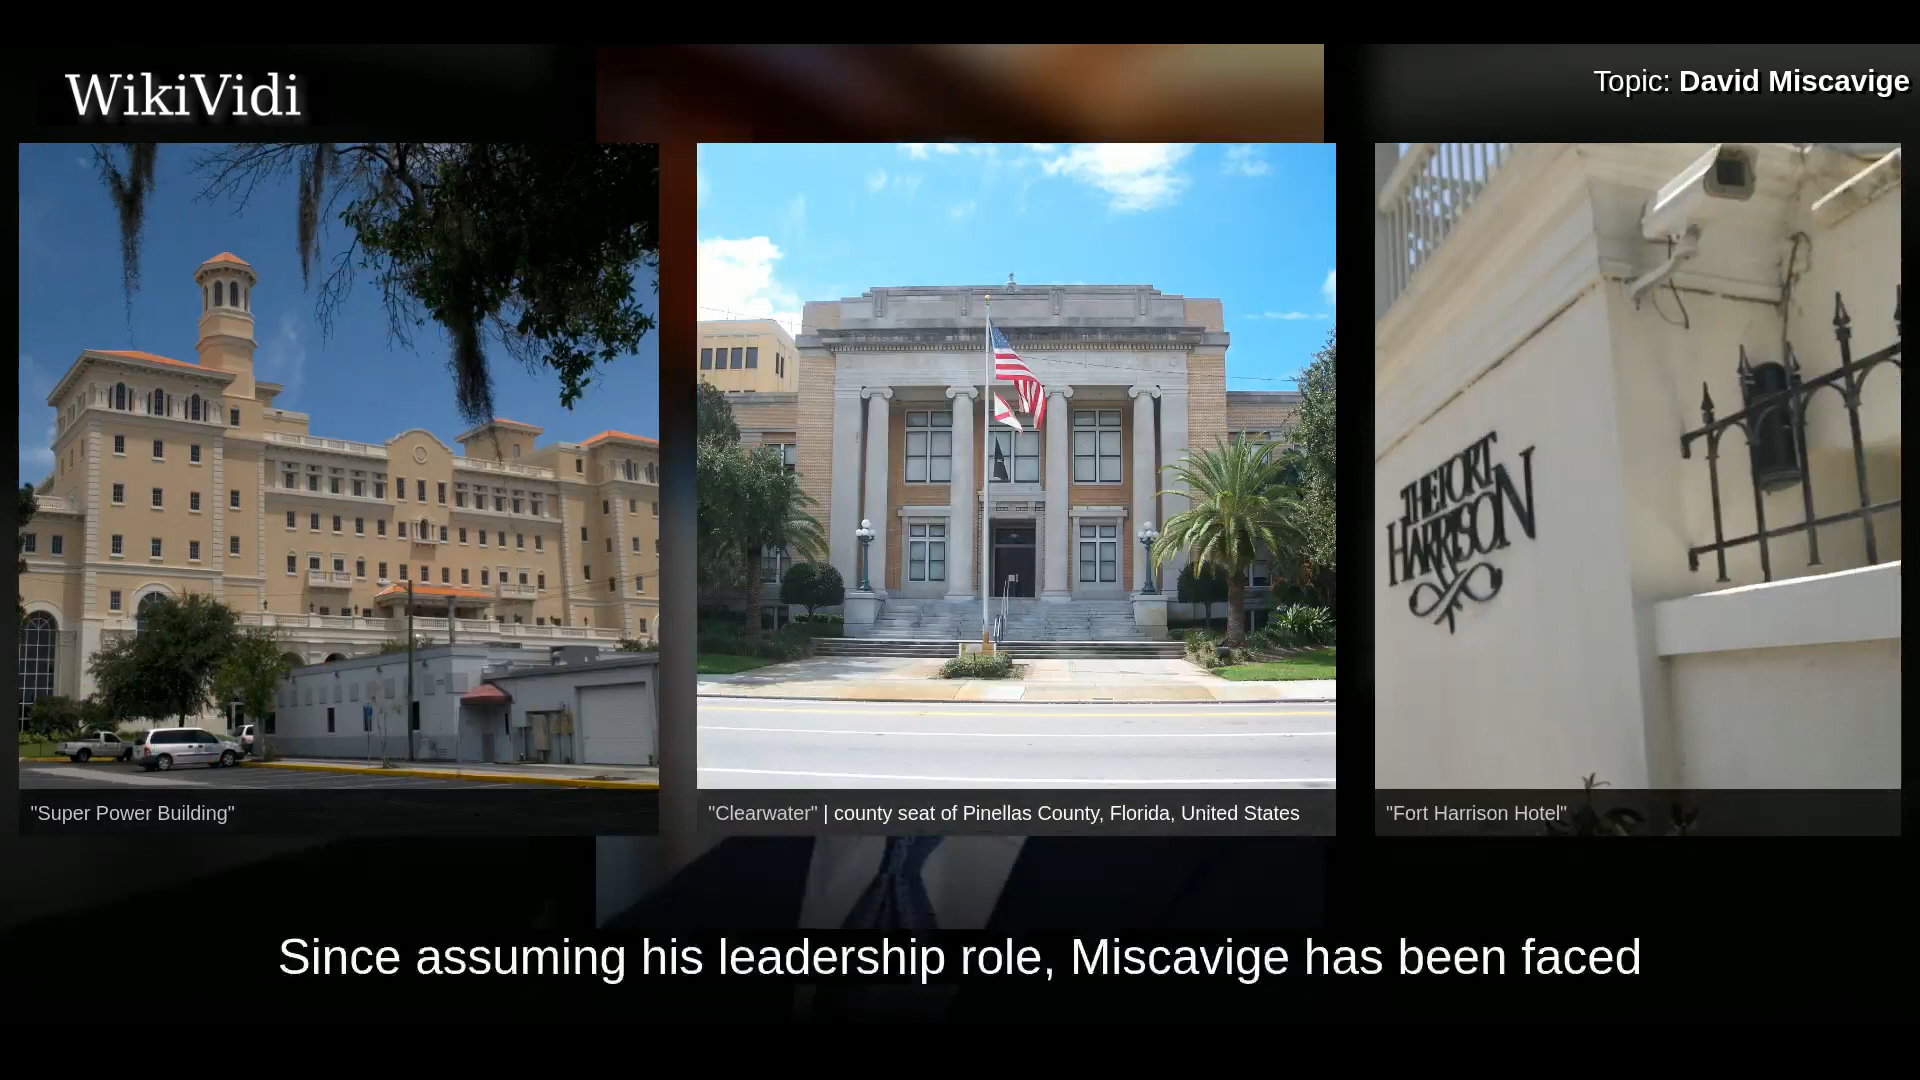 WikiVidi
Topic: David Miscavige
THE FORT
HARRISON
"Super Power Building"
"Clearwater" | county seat of Pinellas County, Florida, United States
"Fort Harrison Hotel"
Since assuming his leadership role, Miscavige has been faced